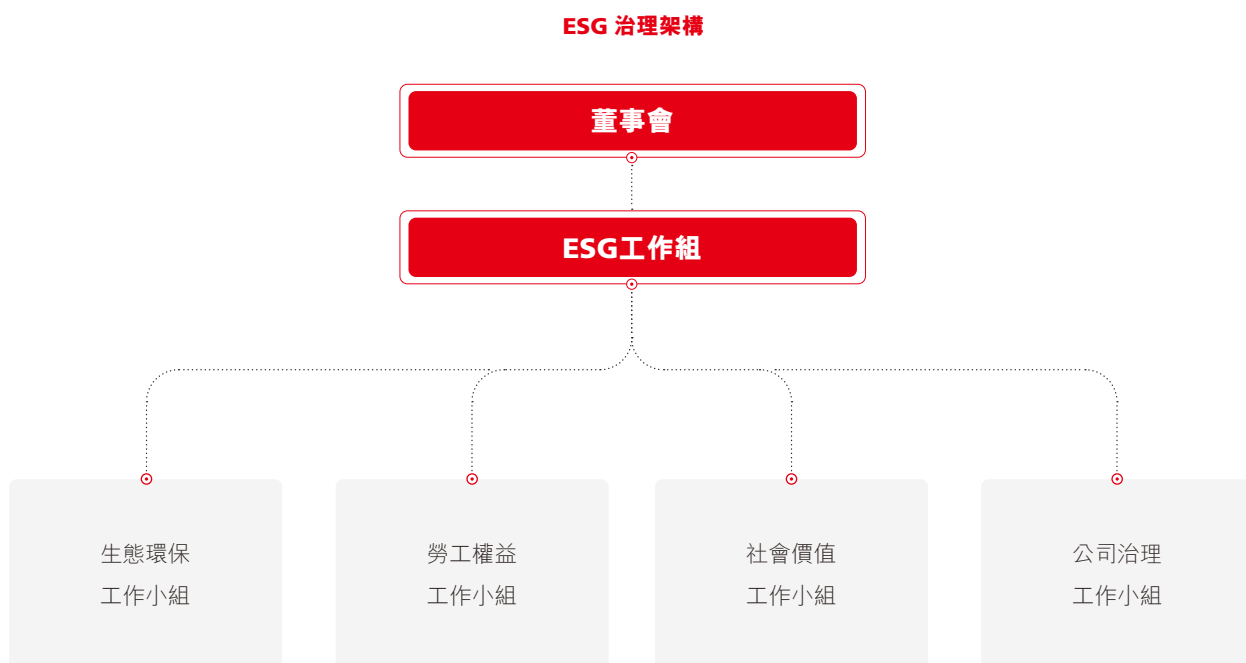 ESG 治理架構
董事會
ESG工作組
生態環保
工作小組
勞工權益
工作小組
社會價值
工作小組
公司治理
工作小組